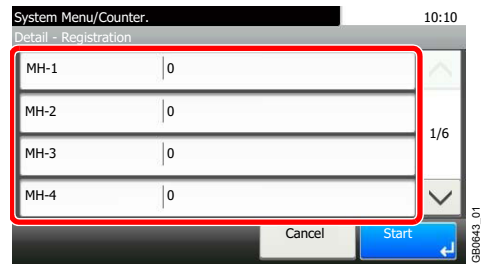 System Menu/Counter. 10:10
Detail - Registration
MH-1 0
MH-2 0
1/6
MH-3 0
MH-4 0
Cancel Start
GB0643_01